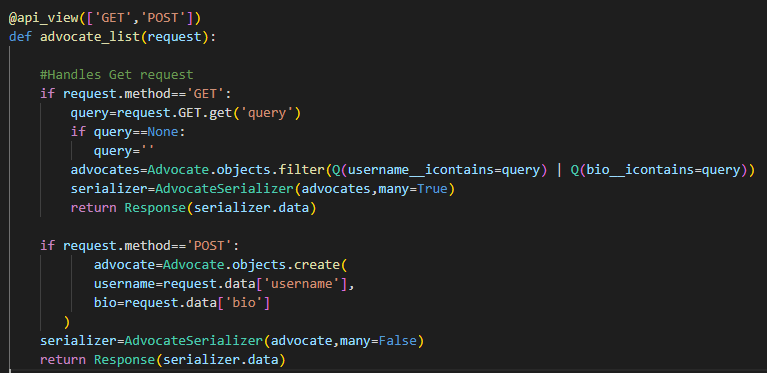 @api_view(['GET','POST'])
def advocate_list(request):
#Handles Get request
if request.method=='GET':
query=request.GET.get('query')
if query==None:
query=''
advocates=Advocate.objects.filter(Q(username__icontains=query) | Q(bio__icontains=query))
serializer=AdvocateSerializer(advocates,many=True)
return Response(serializer.data)
if request.method=='POST':
advocate=Advocate.objects.create(
username=request.data['username'],
bio=request.data['bio']
)
serializer=AdvocateSerializer(advocate,many=False)
return Response(serializer.data)